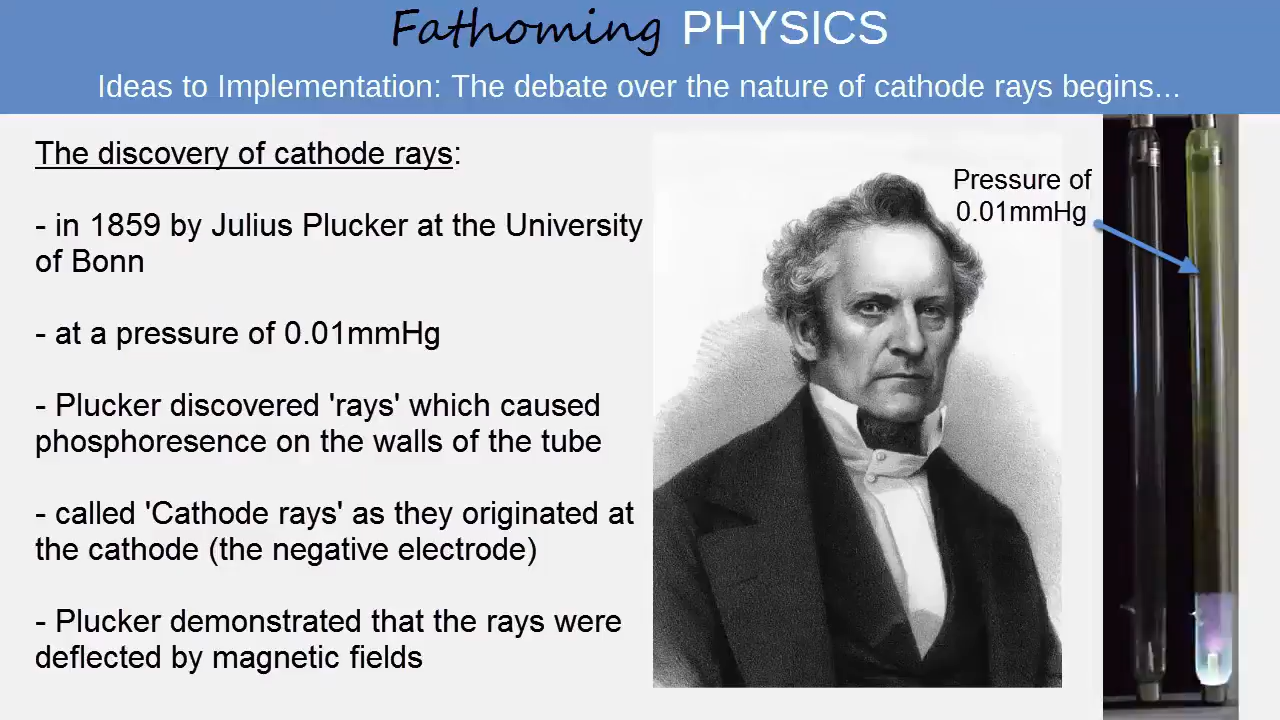 Fathoming PHYSICS
Ideas to Implementation: The debate over the nature of cathode rays begins...
The discovery of cathode rays:
- in 1859 by Julius Plucker at the University
of Bonn
- at a pressure of 0.01mmHg
- Plucker discovered 'rays' which caused
phosphoresence on the walls of the tube
- called 'Cathode rays' as they originated at
the cathode (the negative electrode)
- Plucker demonstrated that the rays were
deflected by magnetic fields
Pressure of
0.01mmHg